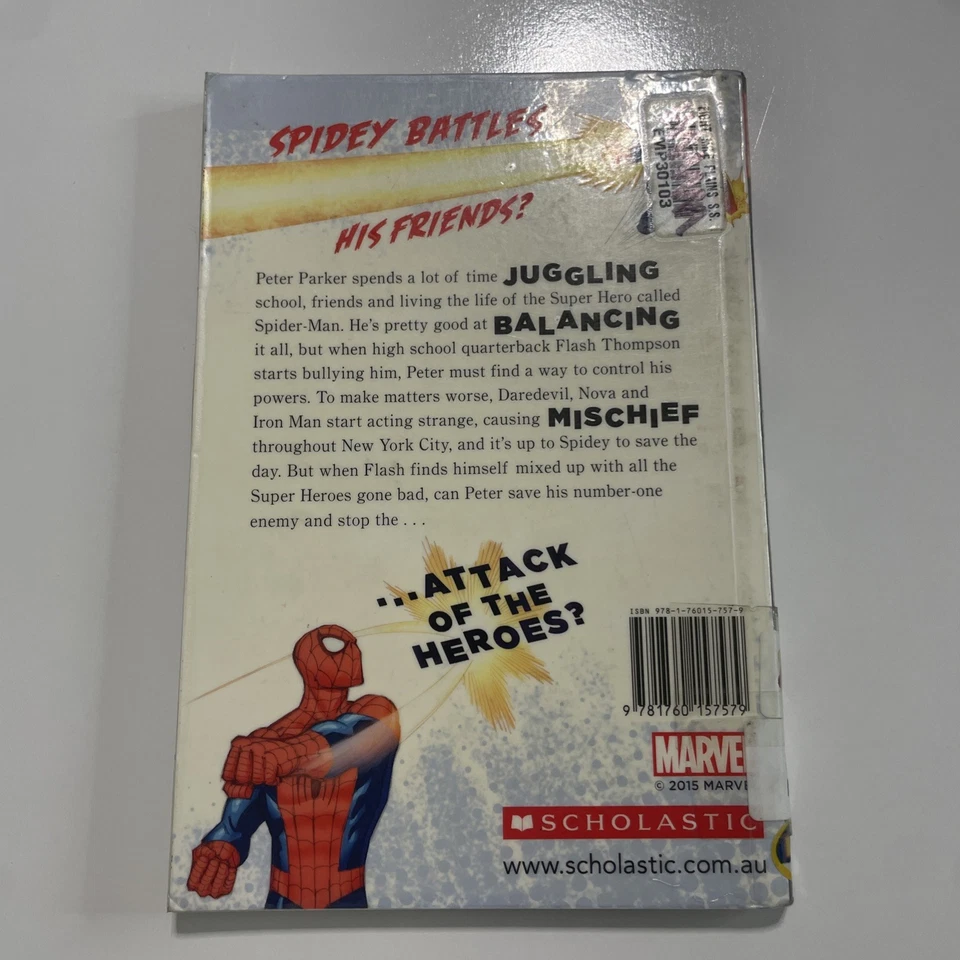 SPIDEY BATTLES
HIS FRIENDS?
EVIP30103
Peter Parker spends a lot of time JUGGLING
school, friends and living the life of the Super Hero called
Spider-Man. He's pretty good at BALANCING
it all, but when high school quarterback Flash Thompson
starts bullying him, Peter must find a way to control his
powers. To make matters worse, Daredevil, Nova and
Iron Man start acting strange, causing MISCHIEF
throughout New York City, and it's up to Spidey to save the
day. But when Flash finds himself mixed up with all the
Super Heroes gone bad, can Peter save his number-one
enemy and stop the . . .
...ATTACK
OF THE
HEROES?
ISBN 978-1-76015-757-9
9 781760 157579
MARVE
© 2015 MARVE
SCHOLASTIC
www.scholastic.com.au